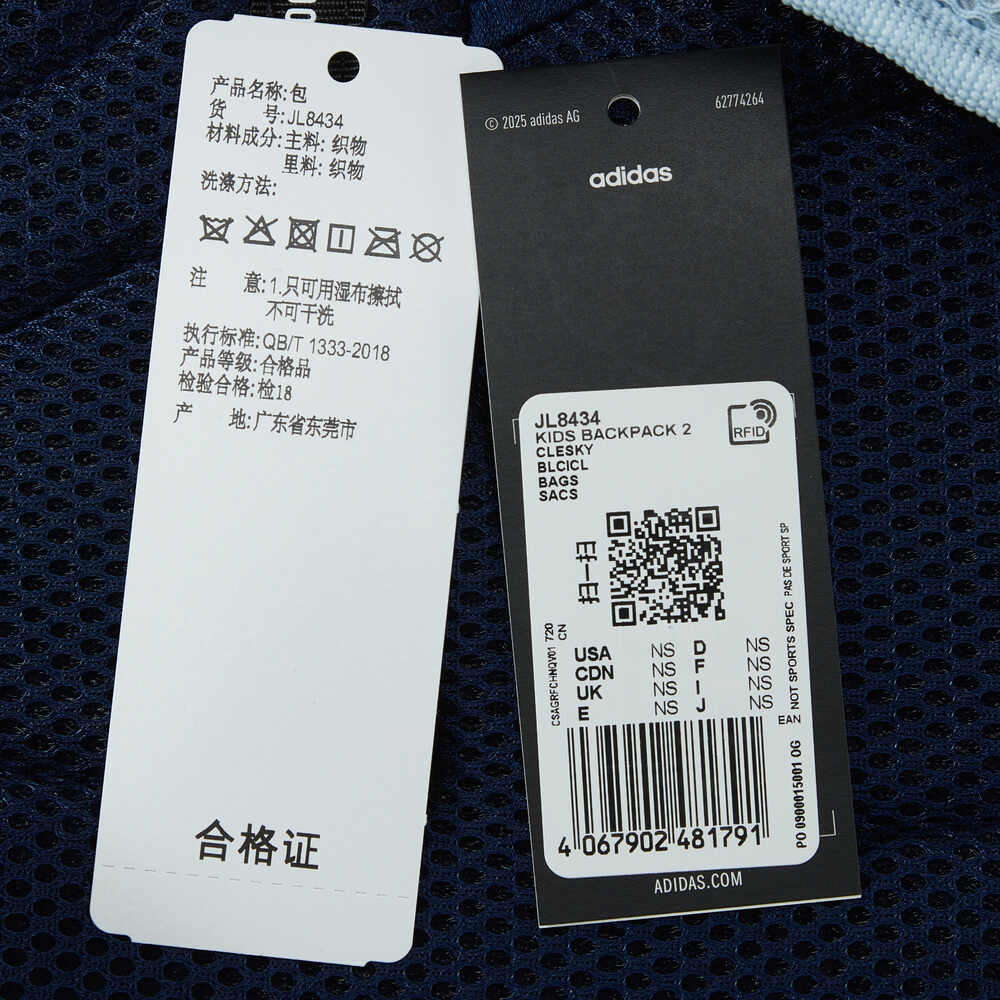 产品名称:包
货 号:JL8434
材料成分:主料: 织物
里料: 织物
洗涤方法:
注 意:1.只可用湿布擦拭
不可干洗
执行标准:QB/T 1333-2018
产品等级:合格品
检验合格:检18
产 地:广东省东莞市
合格证
© 2025 adidas AG
62774264
adidas
JL8434
KIDS BACKPACK 2
CLESKY
BLCICL
BAGS
SACS
RFID
扫一扫
CSAGRFCHNQY01 720
CN
USA NS D NS
CDN NS F NS
UK NS I NS
E NS J NS
EAN
NOT SPORTS SPEC PAS DE SPORT SP
PO 0900015001 OG
4 067902 481791
ADIDAS.COM